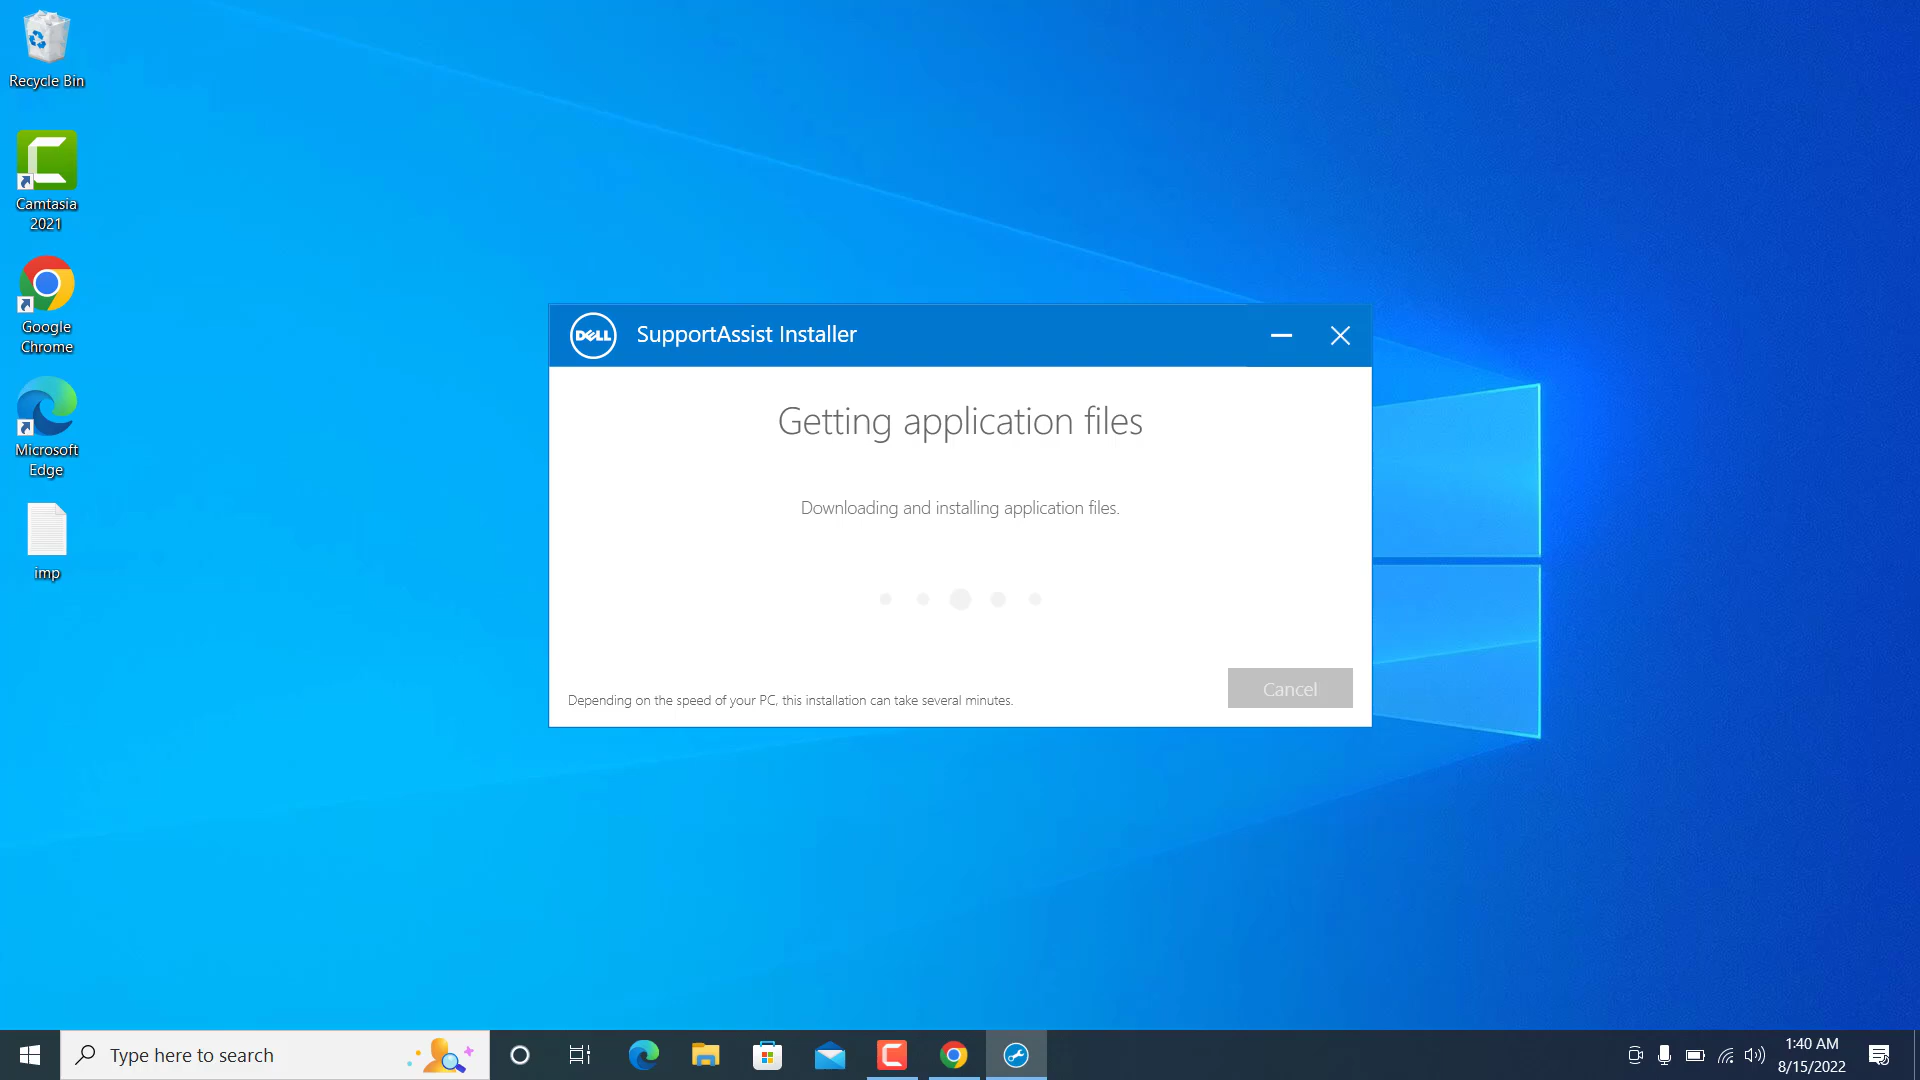 Recycle Bin
Camtasia
2021
Google
Chrome
Microsoft
Edge
imp
DELL
SupportAssist Installer
Getting application files
Downloading and installing application files.
Depending on the speed of your PC, this installation can take several minutes.
Cancel
Type here to search
1:40 AM
8/15/2022